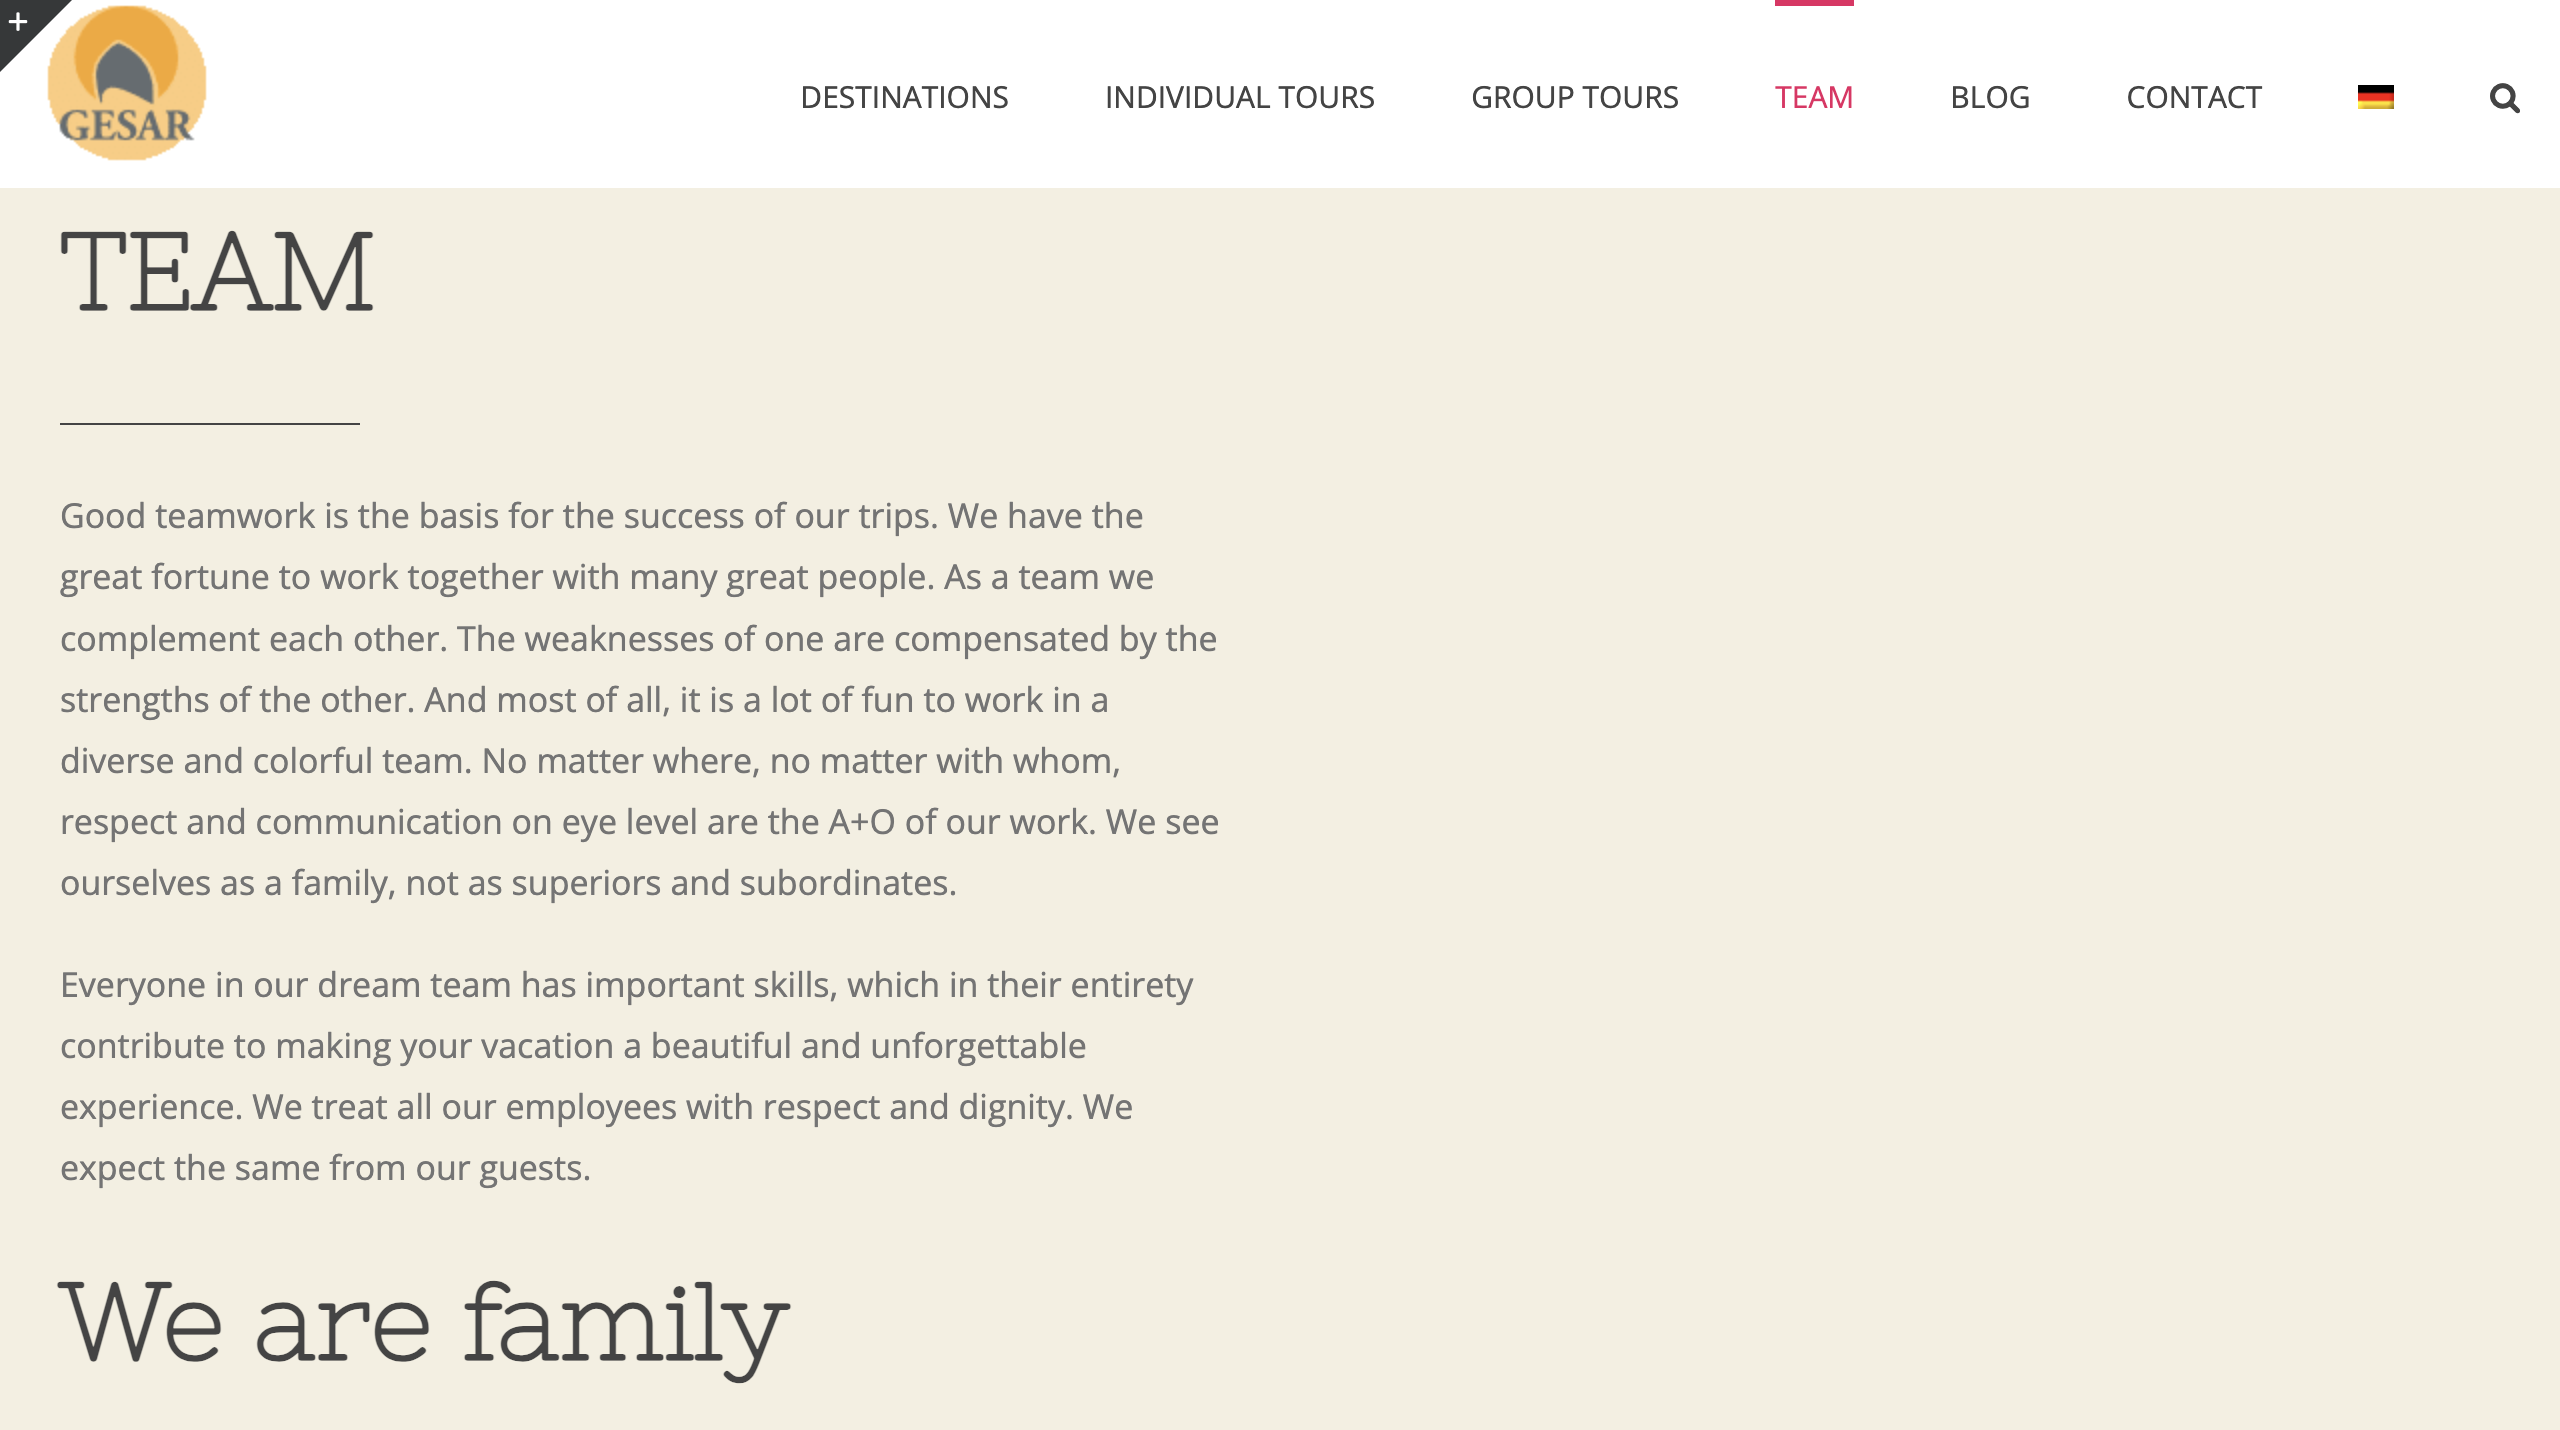 +
GESAR
DESTINATIONS
INDIVIDUAL TOURS
GROUP TOURS
TEAM
BLOG
CONTACT
TEAM
Good teamwork is the basis for the success of our trips. We have the
great fortune to work together with many great people. As a team we
complement each other. The weaknesses of one are compensated by the
strengths of the other. And most of all, it is a lot of fun to work in a
diverse and colorful team. No matter where, no matter with whom,
respect and communication on eye level are the A+O of our work. We see
ourselves as a family, not as superiors and subordinates.
Everyone in our dream team has important skills, which in their entirety
contribute to making your vacation a beautiful and unforgettable
experience. We treat all our employees with respect and dignity. We
expect the same from our guests.
We are family